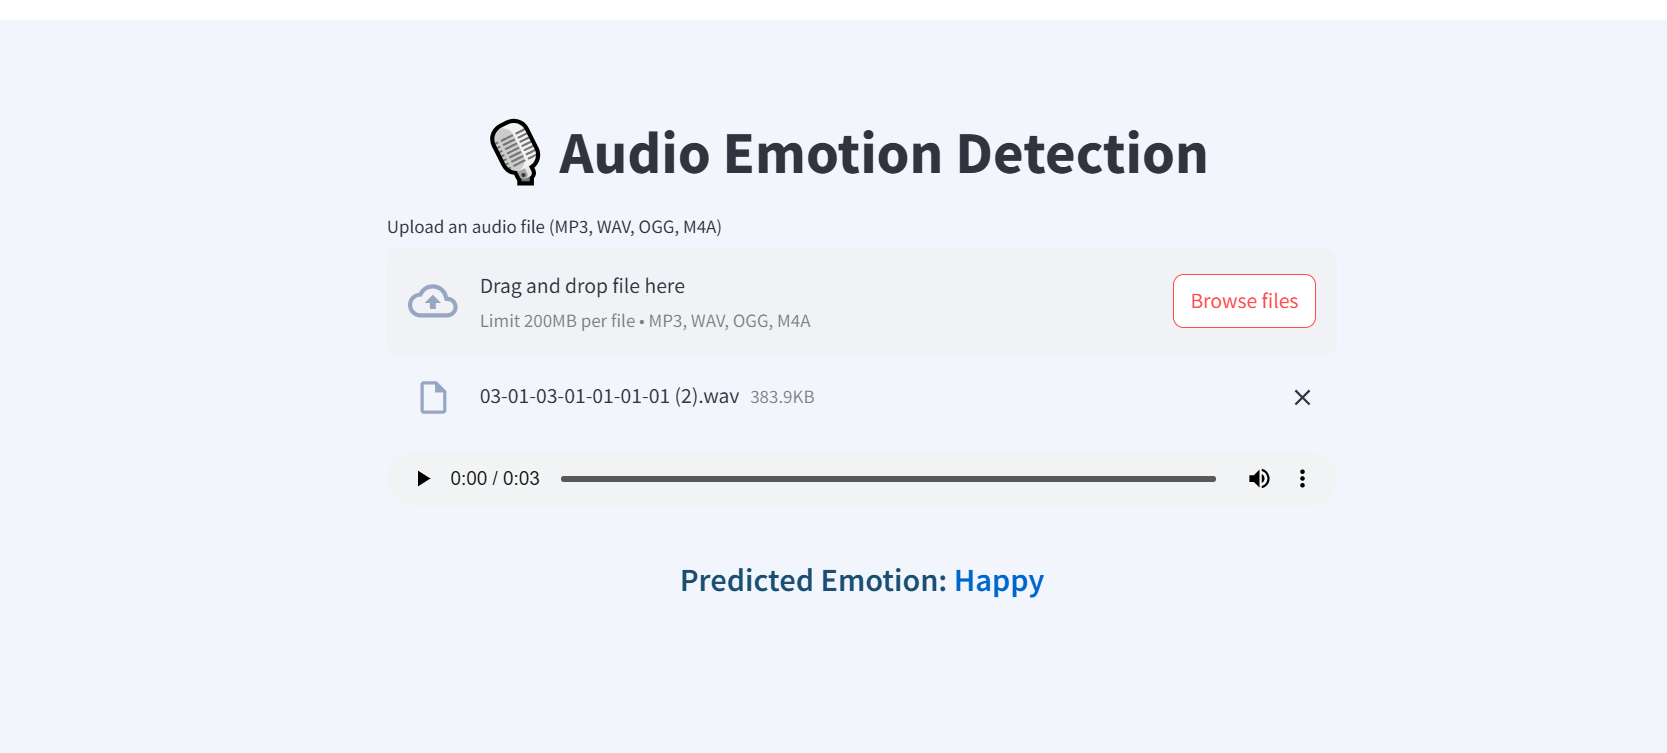 Audio Emotion Detection
Upload an audio file (MP3, WAV, OGG, M4A)
Drag and drop file here
Limit 200MB per file • MP3, WAV, OGG, M4A
Browse files
03-01-03-01-01-01-01 (2).wav 383.9KB
0:00 / 0:03
Predicted Emotion: Happy